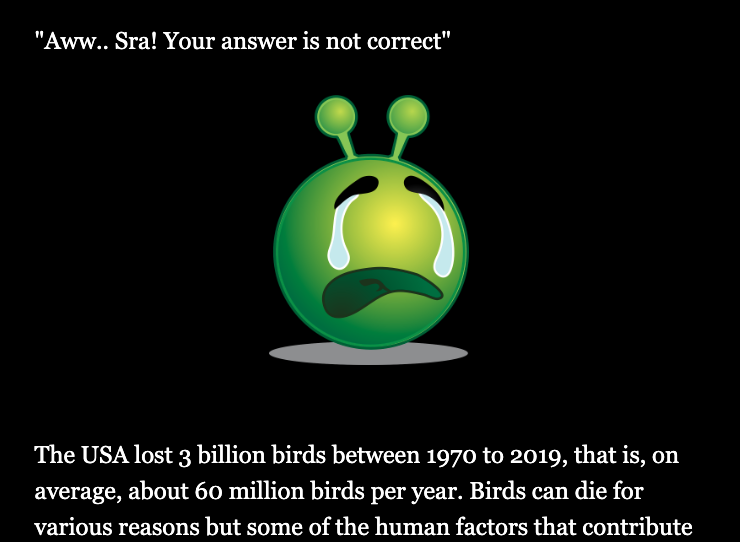 "Aww.. Sra! Your answer is not correct"
The USA lost 3 billion birds between 1970 to 2019, that is, on
average, about 60 million birds per year. Birds can die for
various reasons but some of the human factors that contribute